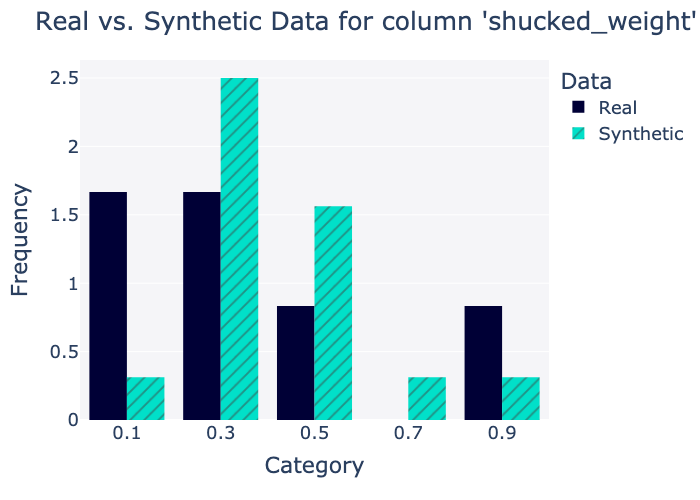 Real vs. Synthetic Data for column 'shucked_weight'
Data
Real
Synthetic
Frequency
2.5
2
1.5
1
0.5
0
0.1 0.3 0.5 0.7 0.9
Category